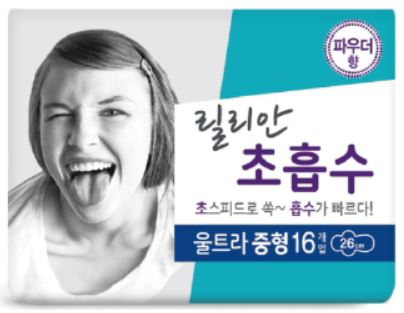 파우더
향
릴리안
초흡수
초스피드로 쏙~ 흡수가 빠르다!
울트라 중형 16개입 26cm